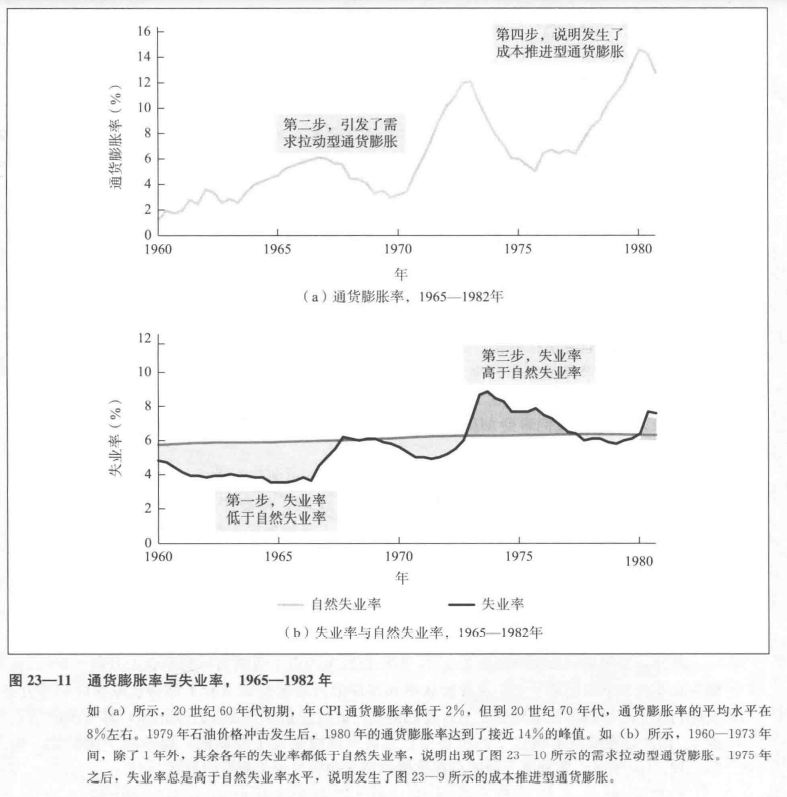 16
14
12
10
8
6
4
2
0
通货膨胀率（%）
第四步，说明发生了
成本推进型通货膨胀
第二步，引发了需
求拉动型通货膨胀
1960 1965 1970 1975 1980
年
（a）通货膨胀率，1965—1982年
12
10
8
6
4
2
0
失业率（%）
第三步，失业率
高于自然失业率
第一步，失业率
低于自然失业率
1960 1965 1970 1975 1980
年
自然失业率 失业率
（b）失业率与自然失业率，1965—1982年
图 23—11 通货膨胀率与失业率，1965—1982 年
如（a）所示，20 世纪 60 年代初期，年 CPI 通货膨胀率低于 2%，但到 20 世纪 70 年代，通货膨胀率的平均水平在
8%左右。1979 年石油价格冲击发生后，1980 年的通货膨胀率达到了接近 14%的峰值。如（b）所示，1960—1973 年
间，除了 1 年外，其余各年的失业率都低于自然失业率，说明出现了图 23—10 所示的需求拉动型通货膨胀。1975 年
之后，失业率总是高于自然失业率水平，说明发生了图 23—9 所示的成本推进型通货膨胀。